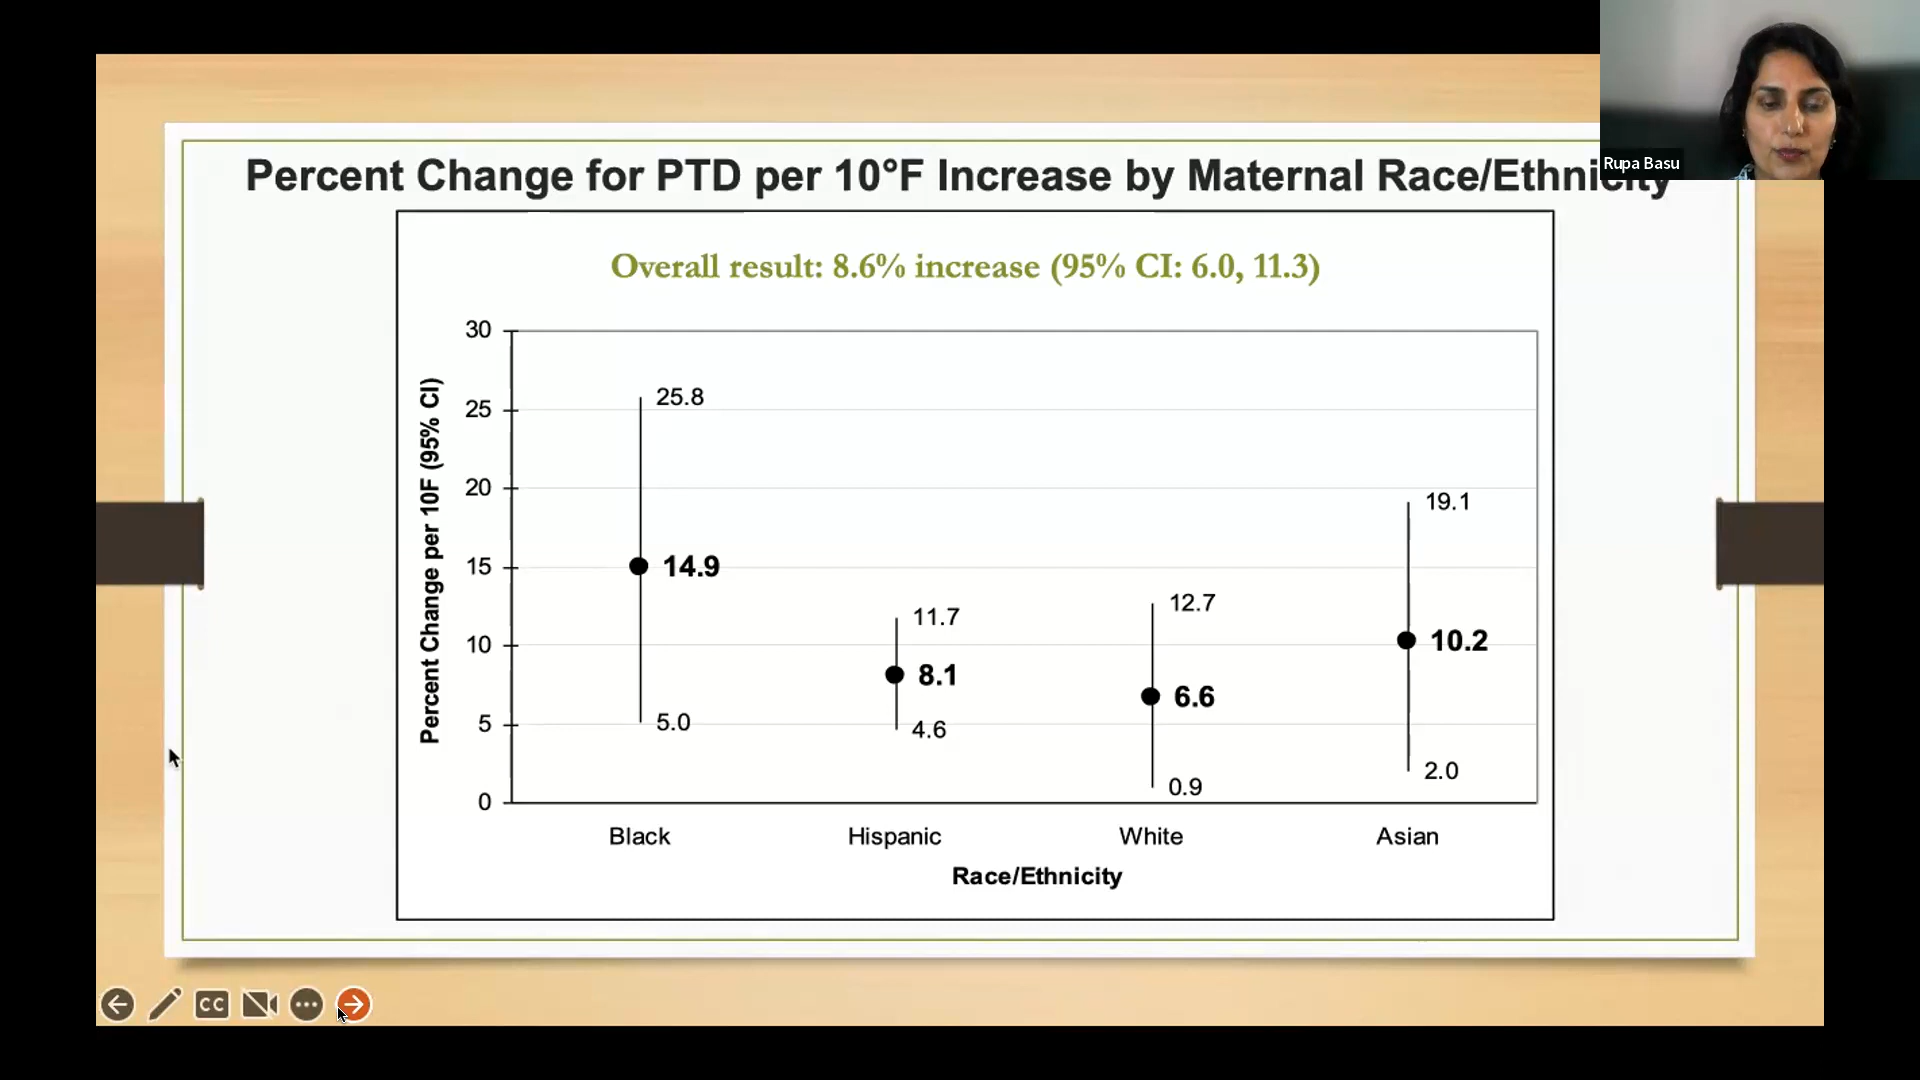 Rupa Basu
Percent Change for PTD per 10°F Increase by Maternal Race/Ethnicity
Overall result: 8.6% increase (95% CI: 6.0, 11.3)
Percent Change per 10F (95% CI)
30
25
20
15
10
5
0
25.8
14.9
5.0
11.7
8.1
4.6
12.7
6.6
0.9
19.1
10.2
2.0
Black Hispanic White Asian
Race/Ethnicity
CC